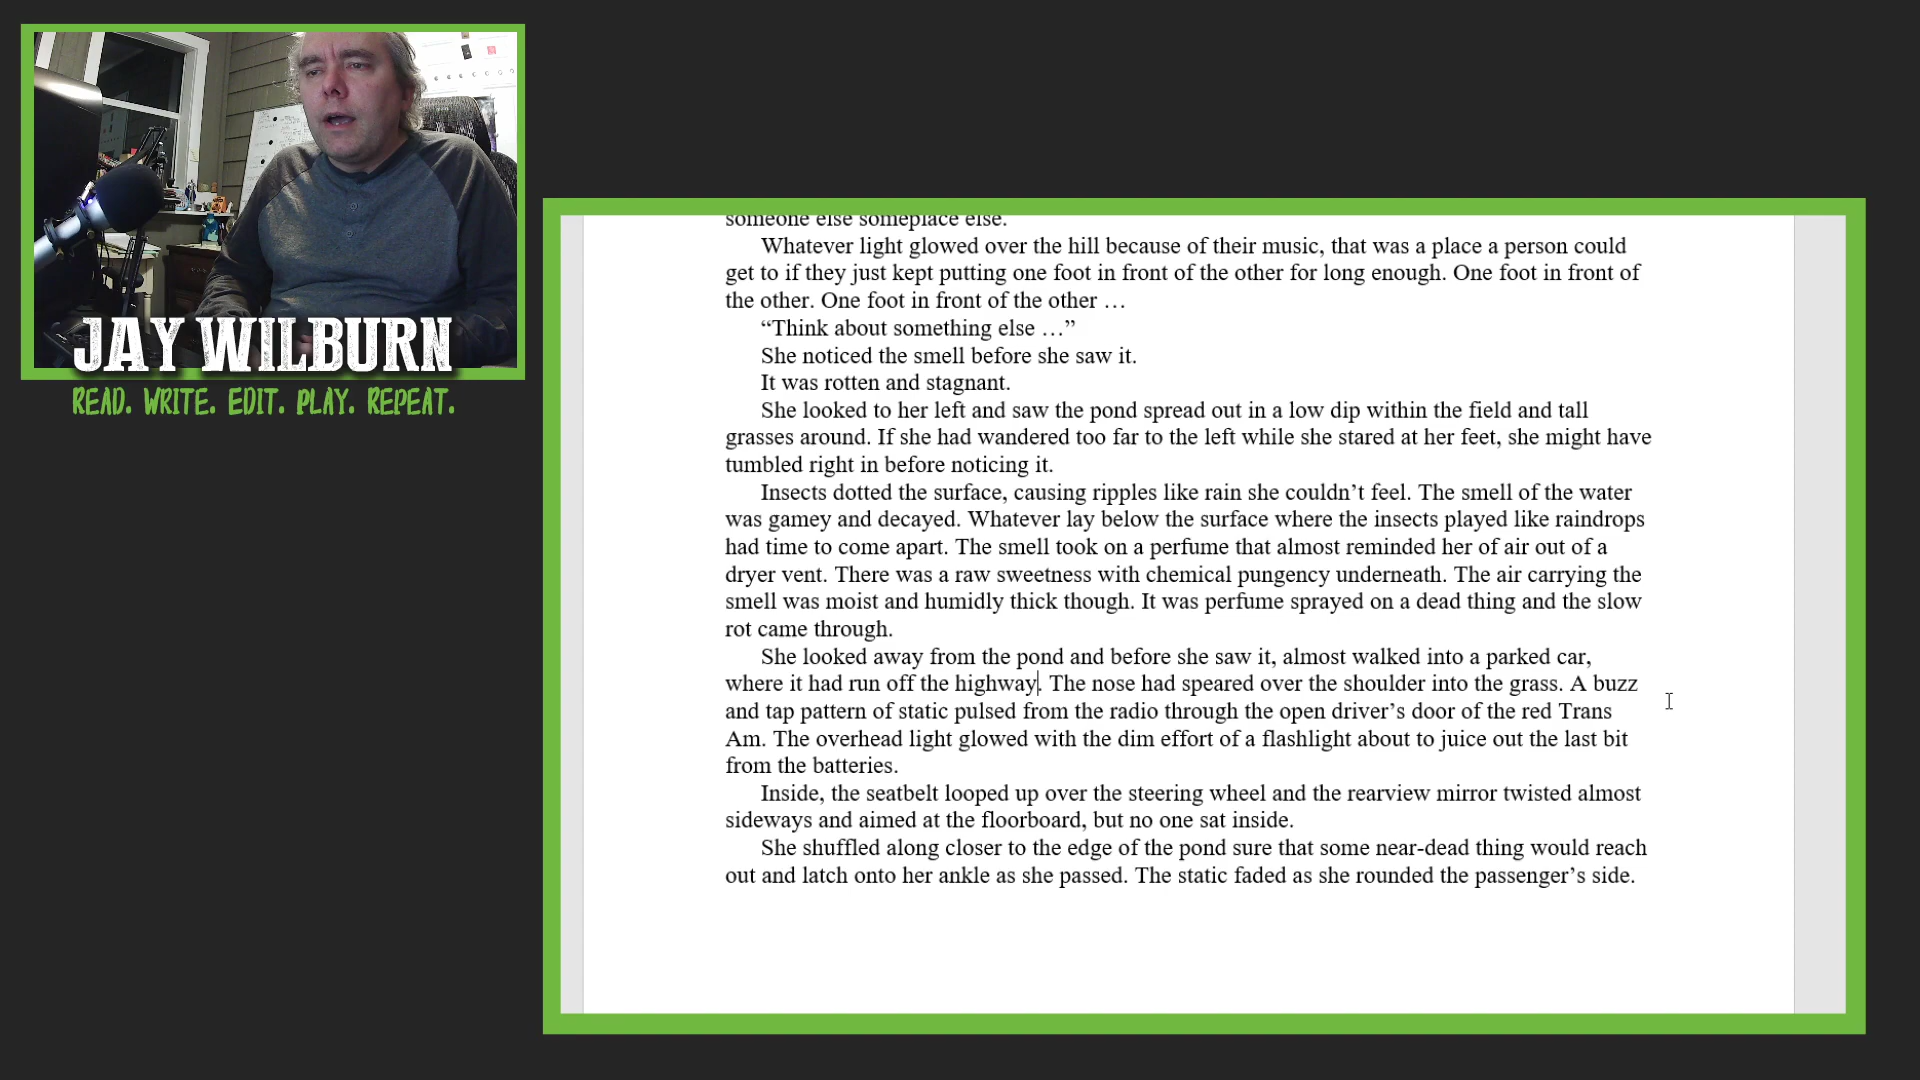 JAY WILBURN
READ. WRITE. EDIT. PLAY. REPEAT.
someone else someplace else.
Whatever light glowed over the hill because of their music, that was a place a person could
get to if they just kept putting one foot in front of the other for long enough. One foot in front of
the other. One foot in front of the other …
“Think about something else …”
She noticed the smell before she saw it.
It was rotten and stagnant.
She looked to her left and saw the pond spread out in a low dip within the field and tall
grasses around. If she had wandered too far to the left while she stared at her feet, she might have
tumbled right in before noticing it.
Insects dotted the surface, causing ripples like rain she couldn’t feel. The smell of the water
was gamey and decayed. Whatever lay below the surface where the insects played like raindrops
had time to come apart. The smell took on a perfume that almost reminded her of air out of a
dryer vent. There was a raw sweetness with chemical pungency underneath. The air carrying the
smell was moist and humidly thick though. It was perfume sprayed on a dead thing and the slow
rot came through.
She looked away from the pond and before she saw it, almost walked into a parked car,
where it had run off the highway. The nose had speared over the shoulder into the grass. A buzz
and tap pattern of static pulsed from the radio through the open driver’s door of the red Trans
Am. The overhead light glowed with the dim effort of a flashlight about to juice out the last bit
from the batteries.
Inside, the seatbelt looped up over the steering wheel and the rearview mirror twisted almost
sideways and aimed at the floorboard, but no one sat inside.
She shuffled along closer to the edge of the pond sure that some near-dead thing would reach
out and latch onto her ankle as she passed. The static faded as she rounded the passenger’s side.